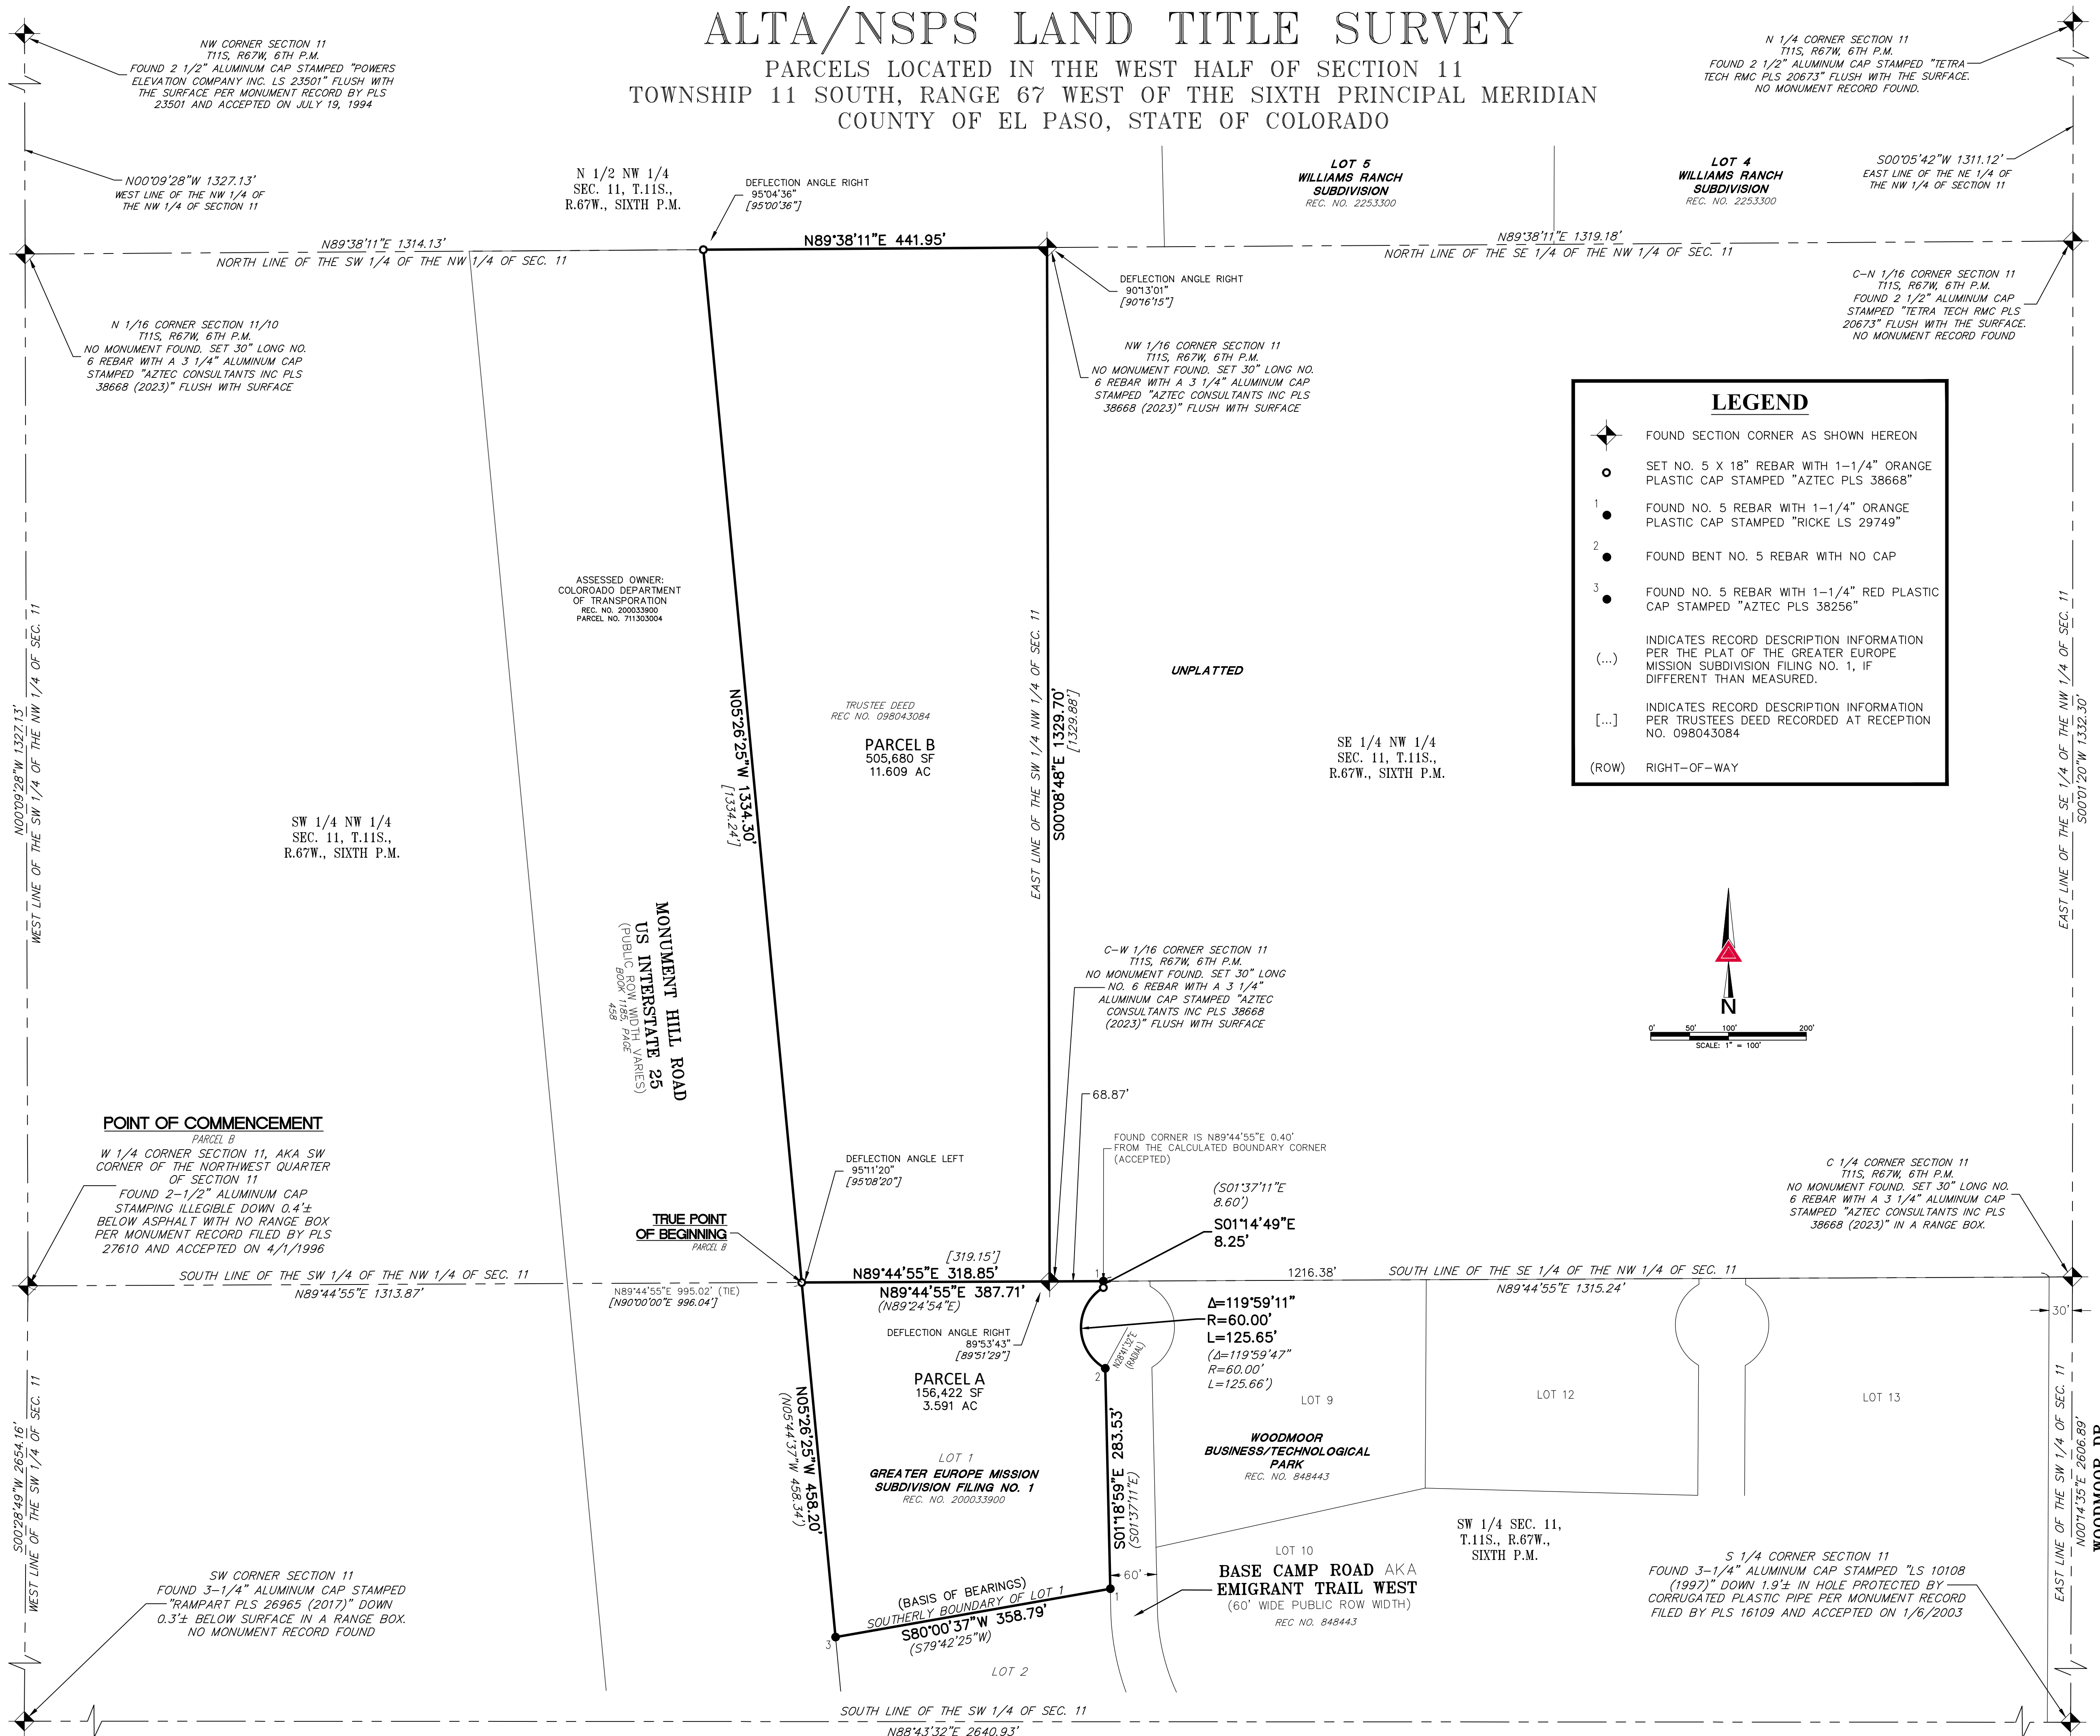 ALTA/NSPS LAND TITLE SURVEY
PARCELS LOCATED IN THE WEST HALF OF SECTION 11
TOWNSHIP 11 SOUTH, RANGE 67 WEST OF THE SIXTH PRINCIPAL MERIDIAN
COUNTY OF EL PASO, STATE OF COLORADO
NW CORNER SECTION 11
T11S, R67W, 6TH P.M.
FOUND 2 1/2" ALUMINUM CAP STAMPED "POWERS
ELEVATION COMPANY INC. LS 23501" FLUSH WITH
THE SURFACE PER MONUMENT RECORD BY PLS
23501 AND ACCEPTED ON JULY 19, 1994
N 1/4 CORNER SECTION 11
T11S, R67W, 6TH P.M.
FOUND 2 1/2" ALUMINUM CAP STAMPED "TETRA
TECH RMC PLS 20673" FLUSH WITH THE SURFACE.
NO MONUMENT RECORD FOUND.
N00°09'28"W 1327.13'
WEST LINE OF THE NW 1/4 OF
THE NW 1/4 OF SECTION 11
N 1/2 NW 1/4
SEC. 11, T.11S.,
R.67W., SIXTH P.M.
DEFLECTION ANGLE RIGHT
95°04'36"
[95°00'36"]
LOT 5
WILLIAMS RANCH
SUBDIVISION
REC. NO. 2253300
LOT 4
WILLIAMS RANCH
SUBDIVISION
REC. NO. 2253300
S00°05'42"W 1311.12'
EAST LINE OF THE NE 1/4 OF
THE NW 1/4 OF SECTION 11
N89°38'11"E 1314.13'
NORTH LINE OF THE SW 1/4 OF THE NW 1/4 OF SEC. 11
N89°38'11"E 441.95'
N89°38'11"E 1319.18'
NORTH LINE OF THE SE 1/4 OF THE NW 1/4 OF SEC. 11
DEFLECTION ANGLE RIGHT
90°13'01"
[90°16'15"]
C-N 1/16 CORNER SECTION 11
T11S, R67W, 6TH P.M.
FOUND 2 1/2" ALUMINUM CAP
STAMPED "TETRA TECH RMC PLS
20673" FLUSH WITH THE SURFACE.
NO MONUMENT RECORD FOUND
N 1/16 CORNER SECTION 11/10
T11S, R67W, 6TH P.M.
NO MONUMENT FOUND. SET 30" LONG NO.
6 REBAR WITH A 3 1/4" ALUMINUM CAP
STAMPED "AZTEC CONSULTANTS INC PLS
38668 (2023)" FLUSH WITH SURFACE
NW 1/16 CORNER SECTION 11
T11S, R67W, 6TH P.M.
NO MONUMENT FOUND. SET 30" LONG NO.
6 REBAR WITH A 3 1/4" ALUMINUM CAP
STAMPED "AZTEC CONSULTANTS INC PLS
38668 (2023)" FLUSH WITH SURFACE
LEGEND
FOUND SECTION CORNER AS SHOWN HEREON
SET NO. 5 X 18" REBAR WITH 1-1/4" ORANGE
PLASTIC CAP STAMPED "AZTEC PLS 38668"
1
FOUND NO. 5 REBAR WITH 1-1/4" ORANGE
PLASTIC CAP STAMPED "RICKE LS 29749"
2
FOUND BENT NO. 5 REBAR WITH NO CAP
3
FOUND NO. 5 REBAR WITH 1-1/4" RED PLASTIC
CAP STAMPED "AZTEC PLS 38256"
(...)
INDICATES RECORD DESCRIPTION INFORMATION
PER THE PLAT OF THE GREATER EUROPE
MISSION SUBDIVISION FILING NO. 1, IF
DIFFERENT THAN MEASURED.
[...]
INDICATES RECORD DESCRIPTION INFORMATION
PER TRUSTEES DEED RECORDED AT RECEPTION
NO. 098043084
(ROW) RIGHT-OF-WAY
ASSESSED OWNER:
COLOROADO DEPARTMENT
OF TRANSPORATION
REC. NO. 200033900
PARCEL NO. 711303004
N00°09'28"W 1327.13'
WEST LINE OF THE SW 1/4 OF THE NW 1/4 OF SEC. 11
N05°26'25"W 1334.30'
[1334.24']
TRUSTEE DEED
REC NO. 098043084
PARCEL B
505,680 SF
11.609 AC
EAST LINE OF THE SW 1/4 NW 1/4 OF SEC. 11
S00°08'48"E 1329.70'
[1329.88']
UNPLATTED
SE 1/4 NW 1/4
SEC. 11, T.11S.,
R.67W., SIXTH P.M.
EAST LINE OF THE SE 1/4 OF THE NW 1/4 OF SEC. 11
S00°01'20"W 1332.30'
SW 1/4 NW 1/4
SEC. 11, T.11S.,
R.67W., SIXTH P.M.
MONUMENT HILL ROAD
US INTERSTATE 25
(PUBLIC ROW WIDTH VARIES)
BOOK 1185, PAGE
458
C-W 1/16 CORNER SECTION 11
T11S, R67W, 6TH P.M.
NO MONUMENT FOUND. SET 30" LONG
NO. 6 REBAR WITH A 3 1/4"
ALUMINUM CAP STAMPED "AZTEC
CONSULTANTS INC PLS 38668
(2023)" FLUSH WITH SURFACE
N
0' 50' 100' 200'
SCALE: 1" = 100'
68.87'
POINT OF COMMENCEMENT
PARCEL B
W 1/4 CORNER SECTION 11, AKA SW
CORNER OF THE NORTHWEST QUARTER
OF SECTION 11
FOUND 2-1/2" ALUMINUM CAP
STAMPING ILLEGIBLE DOWN 0.4'±
BELOW ASPHALT WITH NO RANGE BOX
PER MONUMENT RECORD FILED BY PLS
27610 AND ACCEPTED ON 4/1/1996
FOUND CORNER IS N89°44'55"E 0.40'
FROM THE CALCULATED BOUNDARY CORNER
(ACCEPTED)
DEFLECTION ANGLE LEFT
95°11'20"
[95°08'20"]
C 1/4 CORNER SECTION 11
T11S, R67W, 6TH P.M.
NO MONUMENT FOUND. SET 30" LONG NO.
6 REBAR WITH A 3 1/4" ALUMINUM CAP
STAMPED "AZTEC CONSULTANTS INC PLS
38668 (2023)" IN A RANGE BOX.
(S01°37'11"E
8.60')
S01°14'49"E
8.25'
TRUE POINT
OF BEGINNING
PARCEL B
SOUTH LINE OF THE SW 1/4 OF THE NW 1/4 OF SEC. 11
N89°44'55"E 1313.87'
N89°44'55"E 995.02' (TIE)
[N90°00'00"E 996.04']
[319.15']
N89°44'55"E 318.85'
N89°44'55"E 387.71'
(N89°24'54"E)
1
1216.38'
SOUTH LINE OF THE SE 1/4 OF THE NW 1/4 OF SEC. 11
N89°44'55"E 1315.24'
30'
DEFLECTION ANGLE RIGHT
89°53'43"
[89°51'29"]
Δ=119°59'11"
R=60.00'
L=125.65'
(Δ=119°59'47"
R=60.00'
L=125.66')
N28°41'32"E
(RADIAL)
2
PARCEL A
156,422 SF
3.591 AC
N05°26'25"W 458.20'
(N05°44'37"W 458.34')
LOT 1
GREATER EUROPE MISSION
SUBDIVISION FILING NO. 1
REC. NO. 200033900
S01°18'59"E 283.53'
(S01°37'11"E)
LOT 9
LOT 12
LOT 13
WOODMOOR
BUSINESS/TECHNOLOGICAL
PARK
REC. NO. 848443
S00°28'49"W 2654.16'
WEST LINE OF THE SW 1/4 OF SEC. 11
EAST LINE OF THE SW 1/4 OF SEC. 11
N00°14'35"E 2606.89'
WOODMOOR DR
SW 1/4 SEC. 11,
T.11S., R.67W.,
SIXTH P.M.
LOT 10
BASE CAMP ROAD AKA
EMIGRANT TRAIL WEST
(60' WIDE PUBLIC ROW WIDTH)
REC NO. 848443
60'
1
SW CORNER SECTION 11
FOUND 3-1/4" ALUMINUM CAP STAMPED
"RAMPART PLS 26965 (2017)" DOWN
0.3'± BELOW SURFACE IN A RANGE BOX.
NO MONUMENT RECORD FOUND
S 1/4 CORNER SECTION 11
FOUND 3-1/4" ALUMINUM CAP STAMPED "LS 10108
(1997)" DOWN 1.9'± IN HOLE PROTECTED BY
CORRUGATED PLASTIC PIPE PER MONUMENT RECORD
FILED BY PLS 16109 AND ACCEPTED ON 1/6/2003
(BASIS OF BEARINGS)
SOUTHERLY BOUNDARY OF LOT 1
S80°00'37"W 358.79'
(S79°42'25"W)
3
LOT 2
SOUTH LINE OF THE SW 1/4 OF SEC. 11
N88°43'32"E 2640.93'